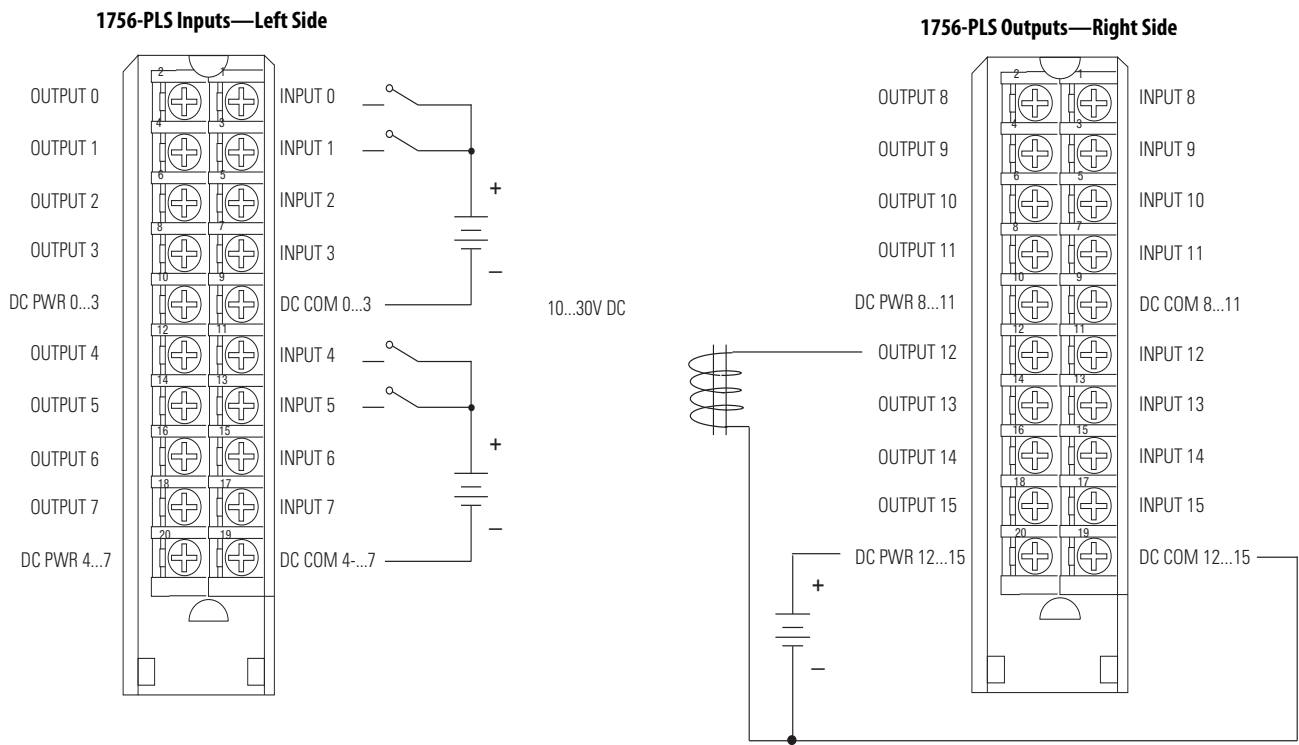 1756-PLS Inputs—Left Side
2 1
OUTPUT 0 INPUT 0
4 3
OUTPUT 1 INPUT 1
6 5
OUTPUT 2 INPUT 2
+
8 7
OUTPUT 3 INPUT 3
–
10 9
DC PWR 0...3 DC COM 0...3
12 11
OUTPUT 4 INPUT 4
14 13
OUTPUT 5 INPUT 5
16 15
+
OUTPUT 6 INPUT 6
18 17
OUTPUT 7 INPUT 7
–
20 19
DC PWR 4...7 DC COM 4-...7
10...30V DC
1756-PLS Outputs—Right Side
2 1
OUTPUT 8 INPUT 8
4 3
OUTPUT 9 INPUT 9
6 5
OUTPUT 10 INPUT 10
8 7
OUTPUT 11 INPUT 11
10 9
DC PWR 8...11 DC COM 8...11
12 11
OUTPUT 12 INPUT 12
14 13
OUTPUT 13 INPUT 13
16 15
OUTPUT 14 INPUT 14
18 17
OUTPUT 15 INPUT 15
20 19
DC PWR 12...15 DC COM 12...15
+
–